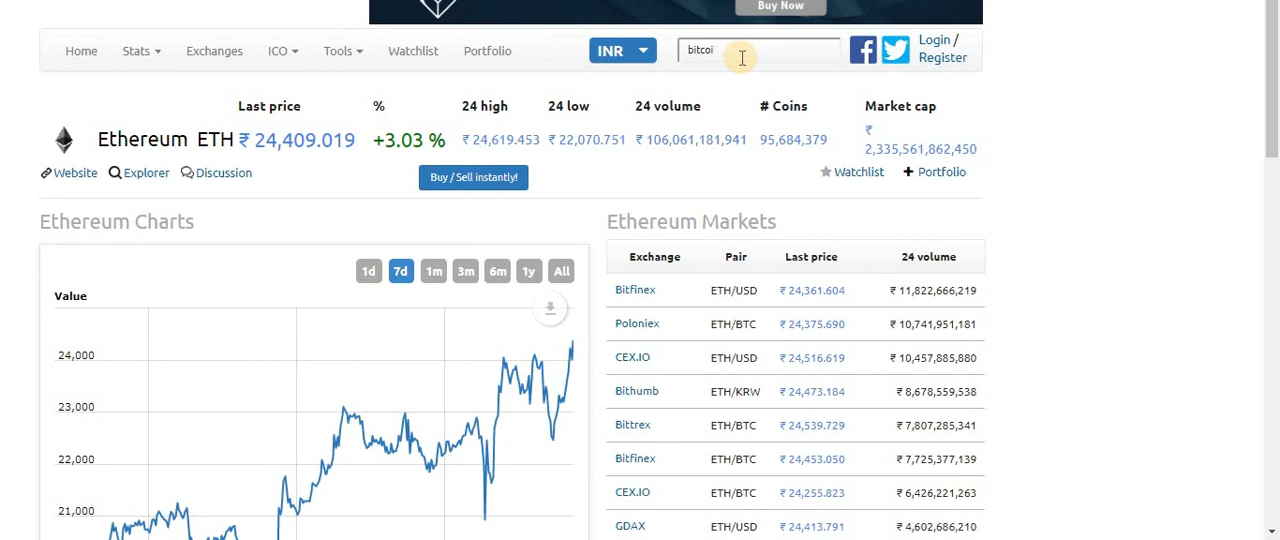 Buy Now
Home Stats Exchanges ICO Tools Watchlist Portfolio INR bitcoi Login / Register
Last price % 24 high 24 low 24 volume # Coins Market cap
Ethereum ETH ₹ 24,409.019 +3.03 % ₹ 24,619.453 ₹ 22,070.751 ₹ 106,061,181,941 95,684,379 ₹ 2,335,561,862,450
Website Explorer Discussion Buy / Sell instantly! Watchlist Portfolio
Ethereum Charts
1d 7d 1m 3m 6m 1y All
Value
24,000
23,000
22,000
21,000
Ethereum Markets
Exchange Pair Last price 24 volume
Bitfinex ETH/USD ₹ 24,361.604 ₹ 11,822,666,219
Poloniex ETH/BTC ₹ 24,375.690 ₹ 10,741,951,181
CEX.IO ETH/USD ₹ 24,516.619 ₹ 10,457,885,880
Bithumb ETH/KRW ₹ 24,473.184 ₹ 8,678,559,538
Bittrex ETH/BTC ₹ 24,539.729 ₹ 7,807,285,341
Bitfinex ETH/BTC ₹ 24,453.050 ₹ 7,725,377,139
CEX.IO ETH/BTC ₹ 24,255.823 ₹ 6,426,221,263
GDAX ETH/USD ₹ 24,413.791 ₹ 4,602,686,210